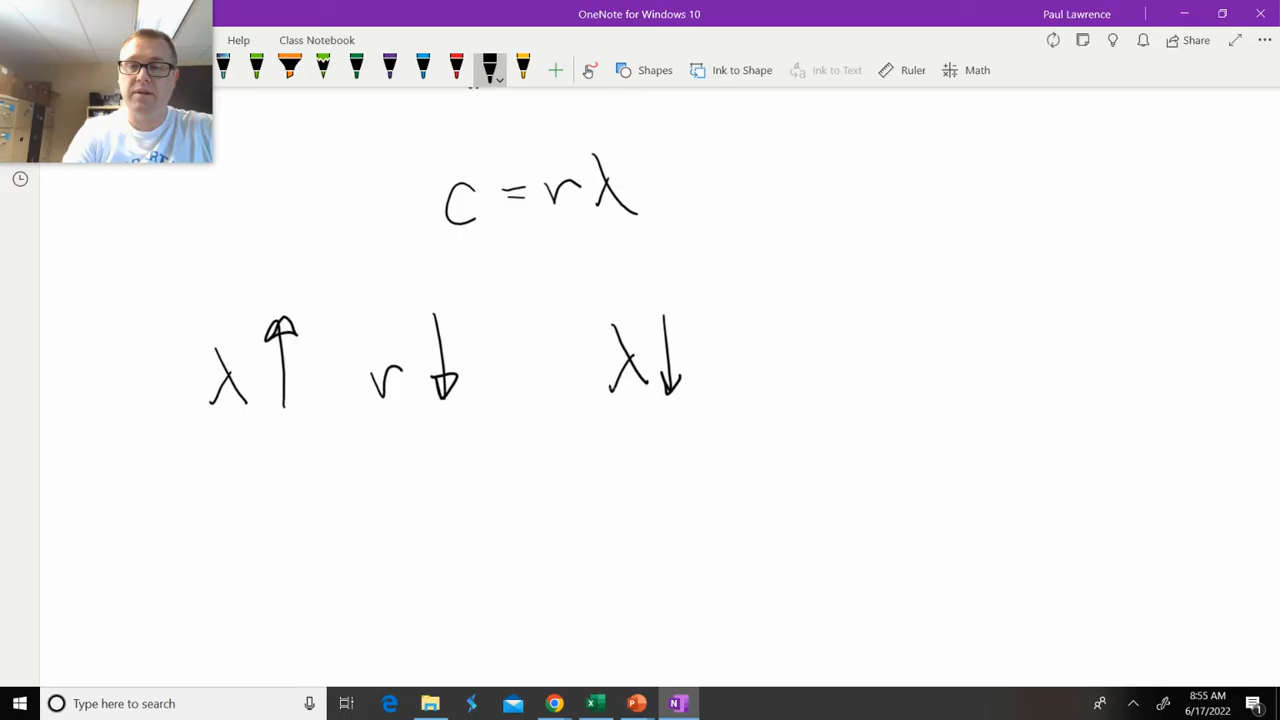 OneNote for Windows 10
Paul Lawrence
Help Class Notebook
Share
Shapes Ink to Shape Ink to Text Ruler Math
c = rλ
λ↑ r↓ λ↓
Type here to search
8:55 AM
6/17/2022